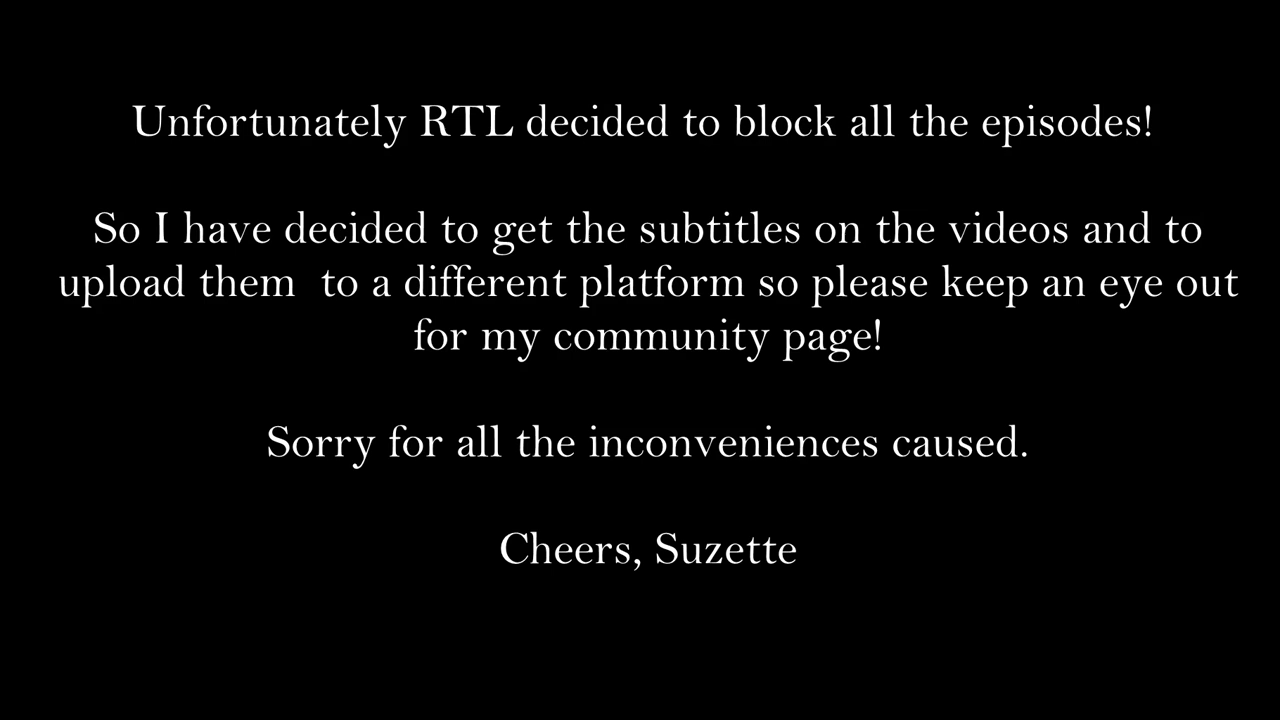 Unfortunately RTL decided to block all the episodes!
So I have decided to get the subtitles on the videos and to
upload them  to a different platform so please keep an eye out
for my community page!
Sorry for all the inconveniences caused.
Cheers, Suzette